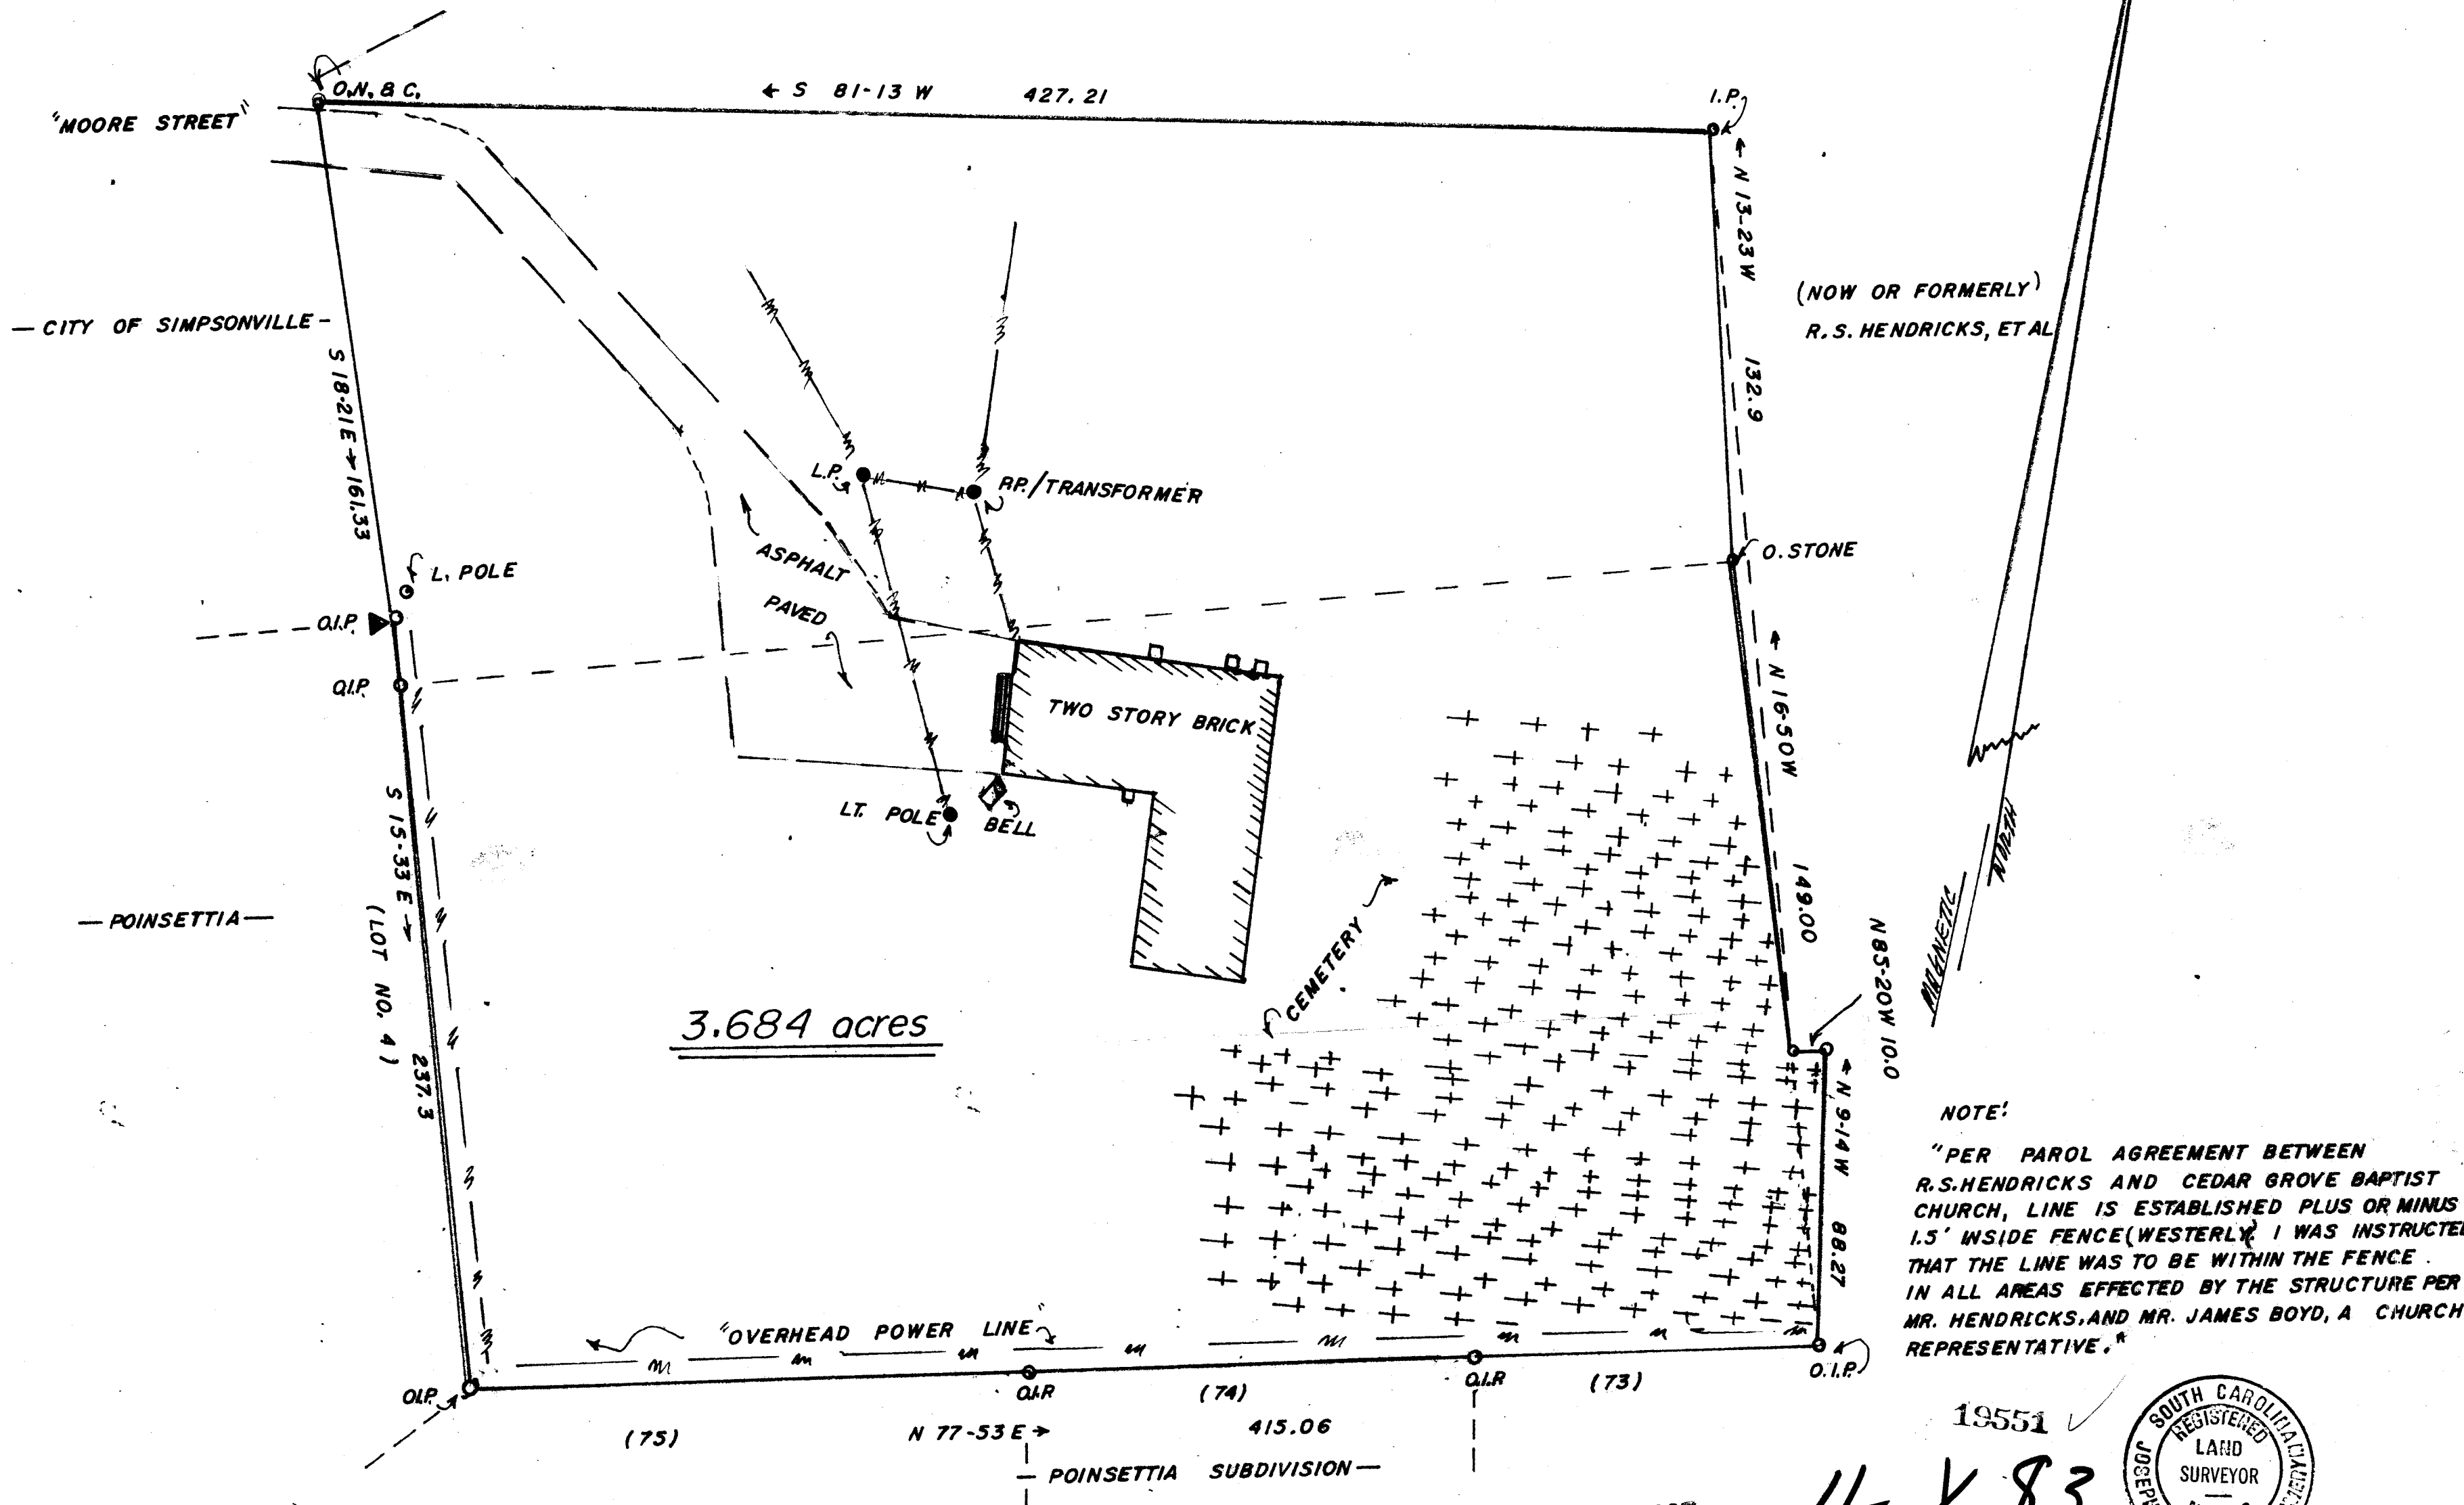 O.N. & C.
← S 81-13 W 427.21
I.P.
"MOORE STREET"
← N 13-23 W 132.9
(NOW OR FORMERLY)
R.S. HENDRICKS, ET AL
— CITY OF SIMPSONVILLE —
S 18-21 E → 161.33
L.P.
P.P./TRANSFORMER
ASPHALT
PAVED
O. STONE
L. POLE
O.I.P.
O.I.P.
TWO STORY BRICK
← N 16-50 W 149.00
LT. POLE
BELL
S 15-33 E → 237.3
(LOT NO. 4)
— POINSETTIA —
CEMETERY
MAGNETIC
NORTH
N 85-20 W 10.0
3.684 acres
← N 9-14 W 88.27
NOTE:
"PER PAROL AGREEMENT BETWEEN
R.S. HENDRICKS AND CEDAR GROVE BAPTIST
CHURCH, LINE IS ESTABLISHED PLUS OR MINUS
1.5' INSIDE FENCE (WESTERLY) I WAS INSTRUCTED
THAT THE LINE WAS TO BE WITHIN THE FENCE.
IN ALL AREAS EFFECTED BY THE STRUCTURE PER
MR. HENDRICKS, AND MR. JAMES BOYD, A CHURCH
REPRESENTATIVE."
"OVERHEAD POWER LINE"
O.I.P.
O.I.P.
O.I.P.
O.I.P.
(75)
(74)
(73)
N 77-53 E → 415.06
— POINSETTIA SUBDIVISION —
19551
SOUTH CAROLINA
REGISTERED
LAND
SURVEYOR
JOSEPH
83